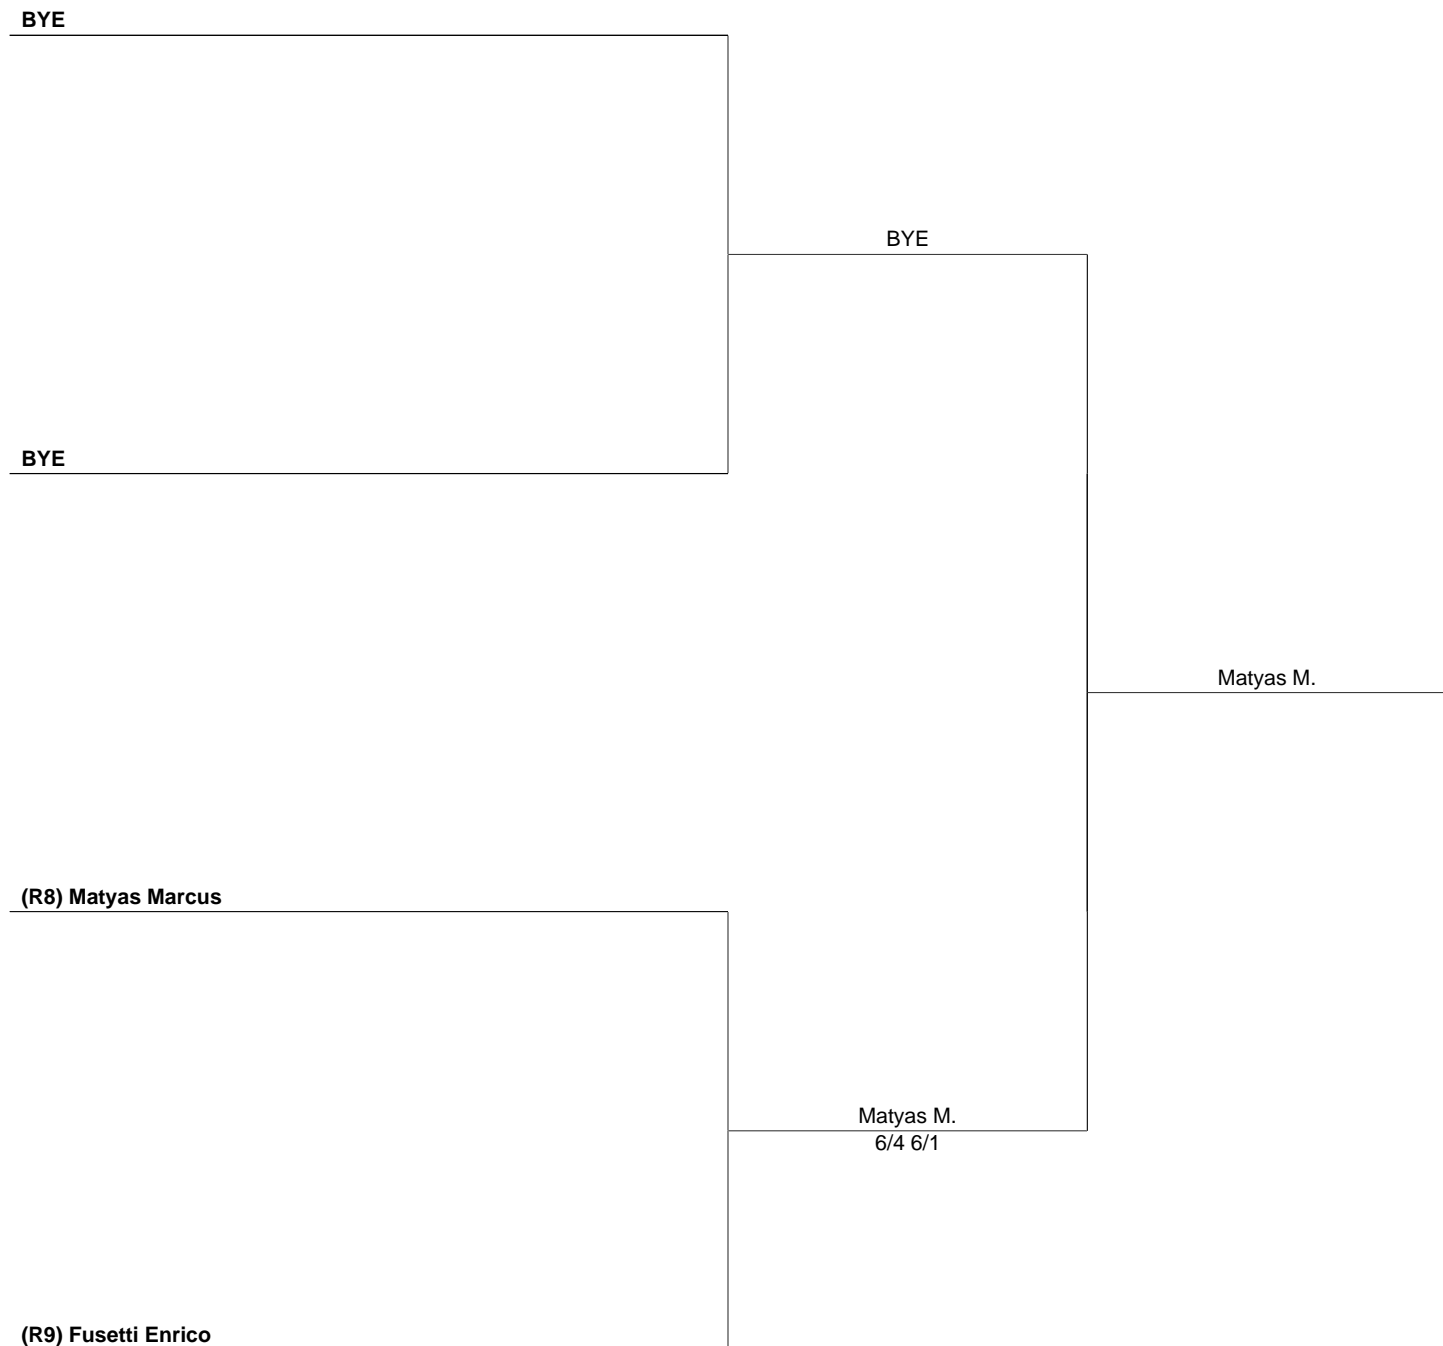 BYE
BYE
BYE
Matyas M.
(R8) Matyas Marcus
Matyas M.
6/4 6/1
(R9) Fusetti Enrico